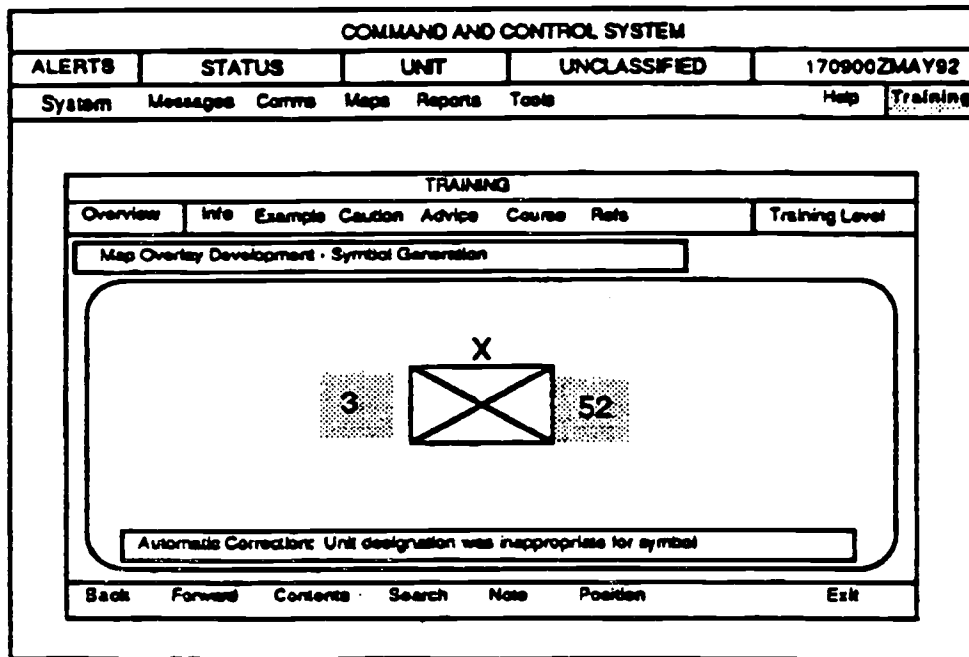 COMMAND AND CONTROL SYSTEM
ALERTS STATUS UNIT UNCLASSIFIED 170900ZMAY92
System Messages Comms Maps Reports Tools Help Training
TRAINING
Overview Info Example Caution Advice Course Refs Training Level
Map Overlay Development - Symbol Generation
X
3 52
Automatic Correction: Unit designation was inappropriate for symbol
Back Forward Contents Search Note Position Exit